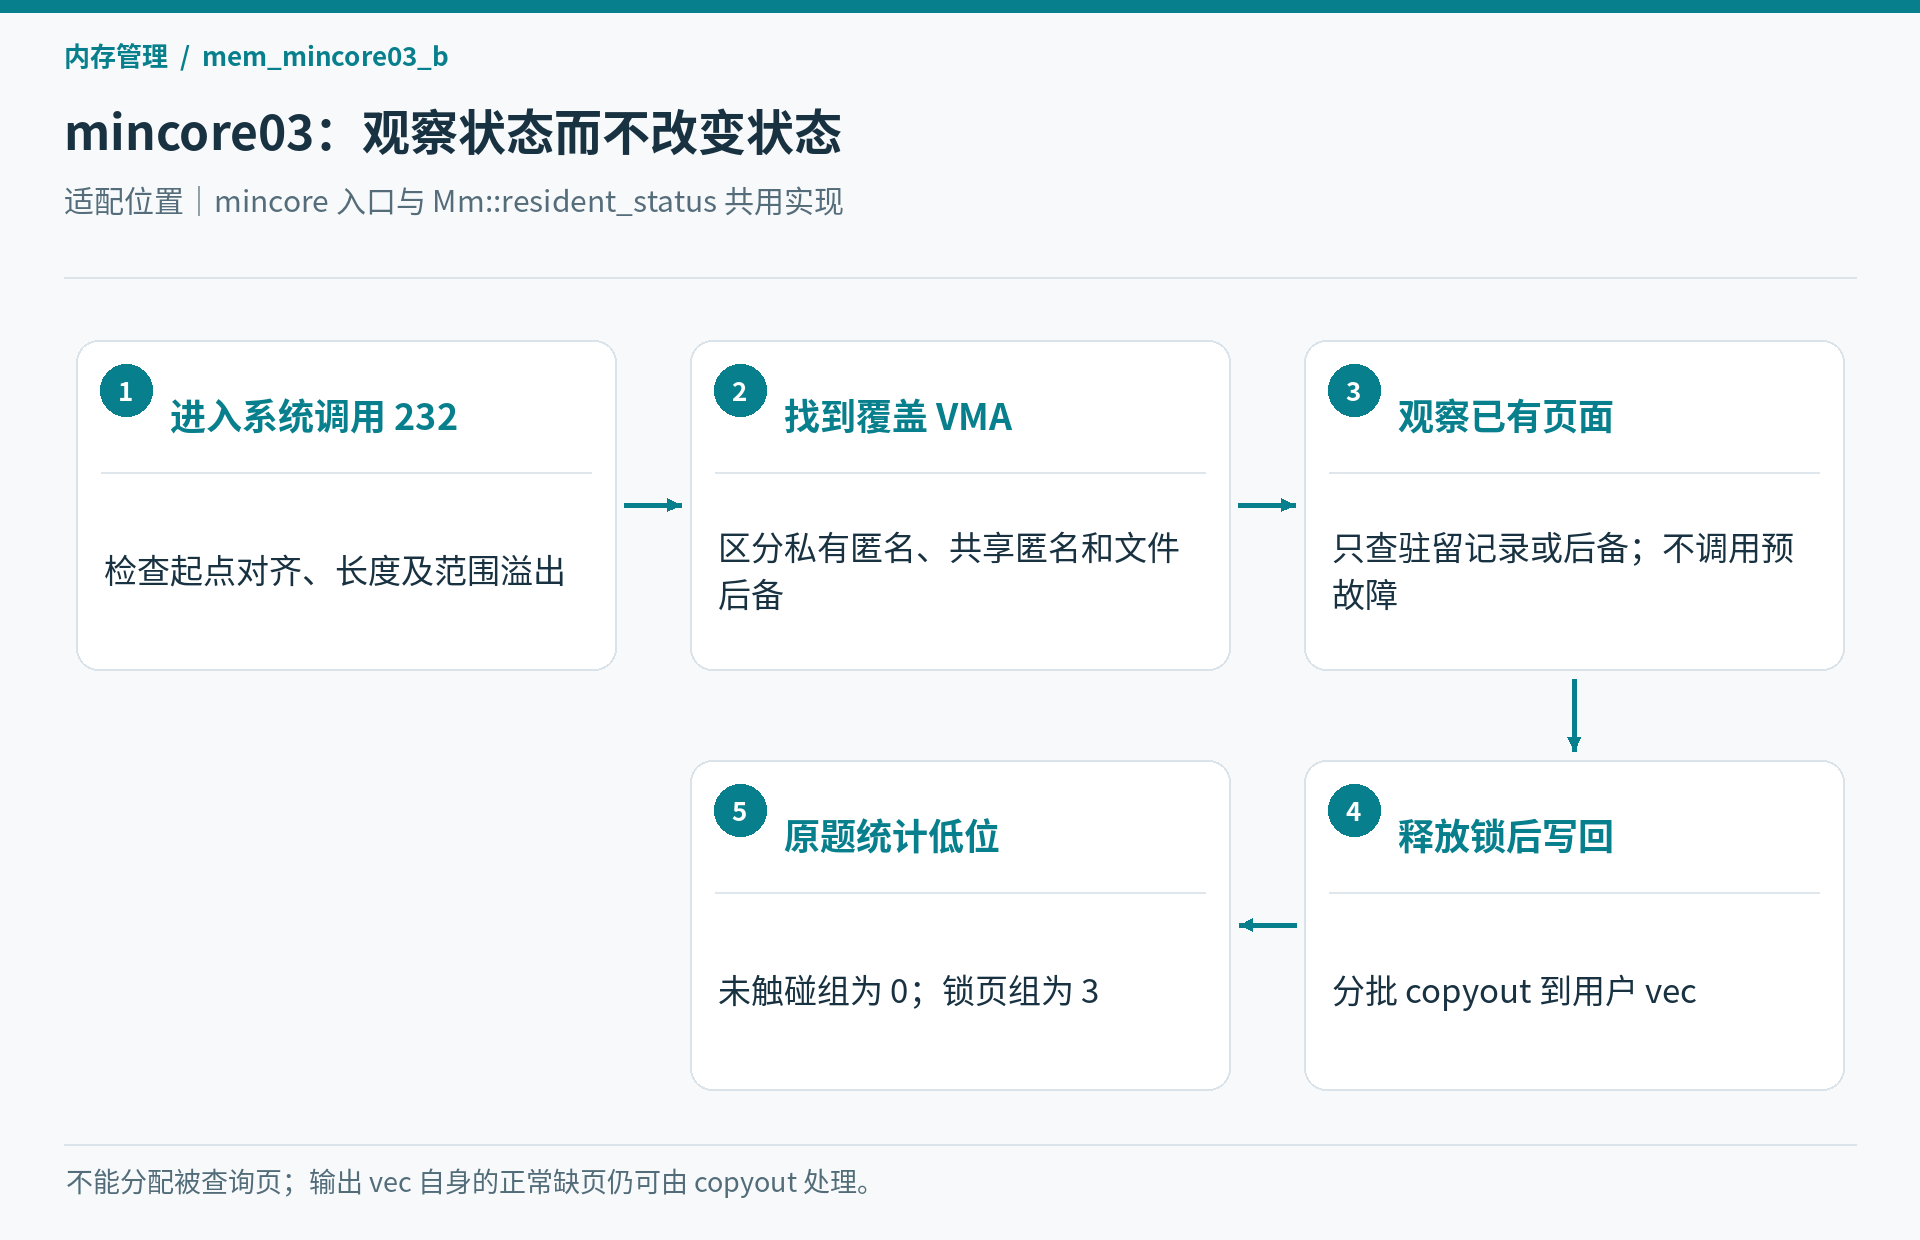 内存管理 / mem_mincore03_b
mincore03：观察状态而不改变状态
适配位置｜mincore 入口与 Mm::resident_status 共用实现
1
进入系统调用 232
检查起点对齐、长度及范围溢出
2
找到覆盖 VMA
区分私有匿名、共享匿名和文件
后备
3
观察已有页面
只查驻留记录或后备；不调用预
故障
4
释放锁后写回
分批 copyout 到用户 vec
5
原题统计低位
未触碰组为 0；锁页组为 3
不能分配被查询页；输出 vec 自身的正常缺页仍可由 copyout 处理。